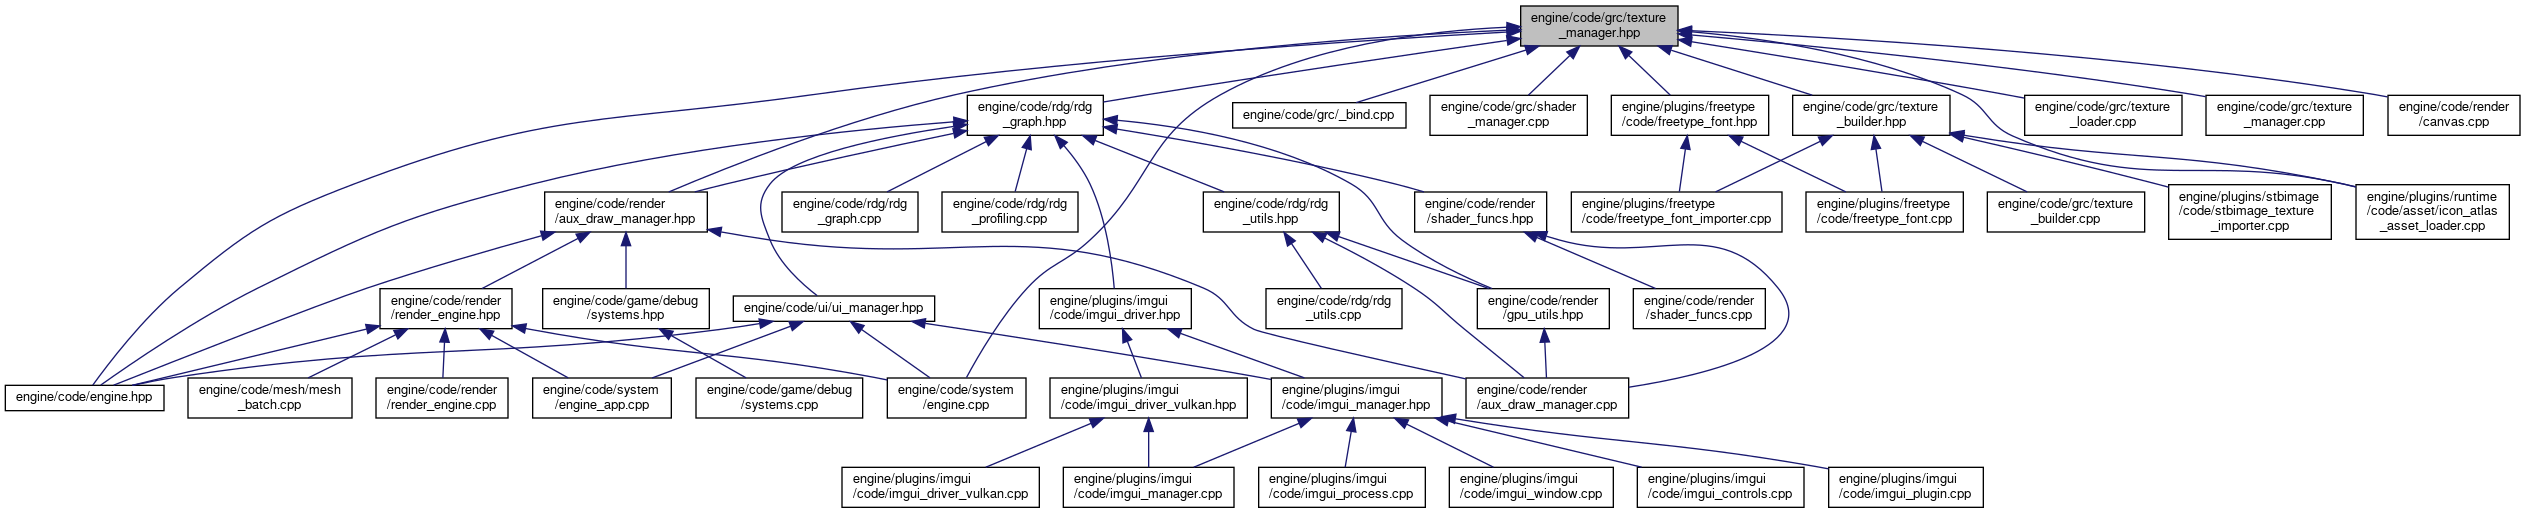 engine/code/grc/texture
_manager.hpp
engine/code/rdg/rdg
_graph.hpp
engine/code/grc/_bind.cpp
engine/code/grc/shader
_manager.cpp
engine/plugins/freetype
/code/freetype_font.hpp
engine/code/grc/texture
_builder.hpp
engine/code/grc/texture
_loader.cpp
engine/code/grc/texture
_manager.cpp
engine/code/render
/canvas.cpp
engine/code/render
/aux_draw_manager.hpp
engine/code/rdg/rdg
_graph.cpp
engine/code/rdg/rdg
_profiling.cpp
engine/code/rdg/rdg
_utils.hpp
engine/code/render
/shader_funcs.hpp
engine/plugins/freetype
/code/freetype_font_importer.cpp
engine/plugins/freetype
/code/freetype_font.cpp
engine/code/grc/texture
_builder.cpp
engine/plugins/stbimage
/code/stbimage_texture
_importer.cpp
engine/plugins/runtime
/code/asset/icon_atlas
_asset_loader.cpp
engine/code/render
/render_engine.hpp
engine/code/game/debug
/systems.hpp
engine/code/ui/ui_manager.hpp
engine/plugins/imgui
/code/imgui_driver.hpp
engine/code/rdg/rdg
_utils.cpp
engine/code/render
/gpu_utils.hpp
engine/code/render
/shader_funcs.cpp
engine/code/engine.hpp
engine/code/mesh/mesh
_batch.cpp
engine/code/render
/render_engine.cpp
engine/code/system
/engine_app.cpp
engine/code/game/debug
/systems.cpp
engine/code/system
/engine.cpp
engine/plugins/imgui
/code/imgui_driver_vulkan.hpp
engine/plugins/imgui
/code/imgui_manager.hpp
engine/code/render
/aux_draw_manager.cpp
engine/plugins/imgui
/code/imgui_driver_vulkan.cpp
engine/plugins/imgui
/code/imgui_manager.cpp
engine/plugins/imgui
/code/imgui_process.cpp
engine/plugins/imgui
/code/imgui_window.cpp
engine/plugins/imgui
/code/imgui_controls.cpp
engine/plugins/imgui
/code/imgui_plugin.cpp